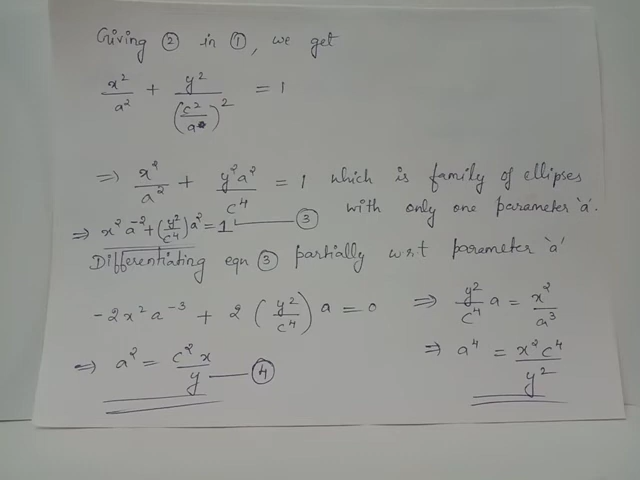 Giving ② in ①, we get
x²/a² + y²/(c²/a)² = 1
⇒ x²/a² + y²a²/c⁴ = 1 which is family of ellipses
with only one parameter 'a'.
⇒ x²a⁻² + (y²/c⁴)a² = 1 —— ③
Differentiating eqn ③ partially w.r.t parameter 'a'
-2x²a⁻³ + 2(y²/c⁴)a = 0 ⇒ y²/c⁴ a = x²/a³
⇒ a² = c²x/y —— ④ ⇒ a⁴ = x²c⁴/y²